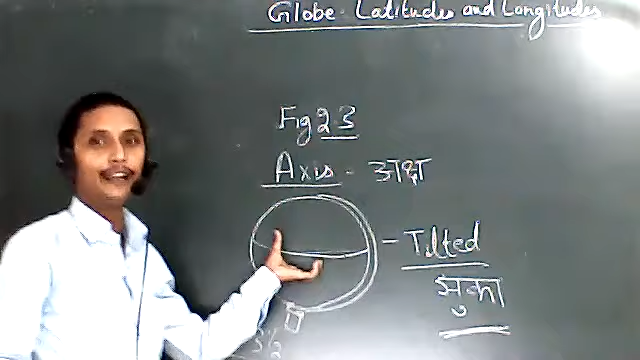 Globe - Latitudes and Longitudes
Fig 2.3
Axis - अक्ष
- Tilted
झुका